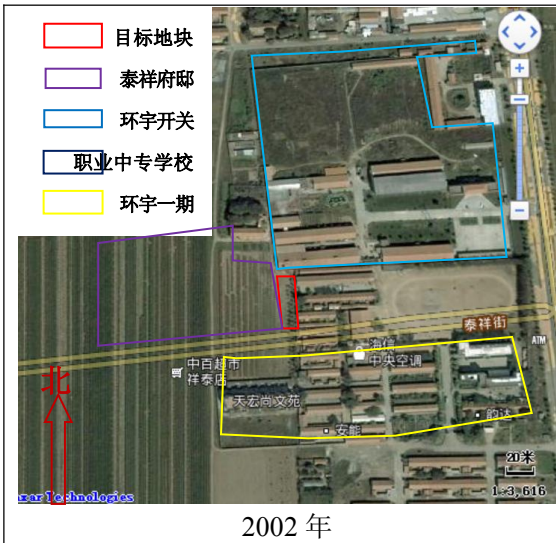 目标地块
泰祥府邸
环宇开关
职业中专学校
环宇一期
泰祥街
ATM
海信
中央空调
中百超市
祥泰店
天宏尚文苑
韵达
安能
北
20米
1:3,616
axar Technologies
2002 年